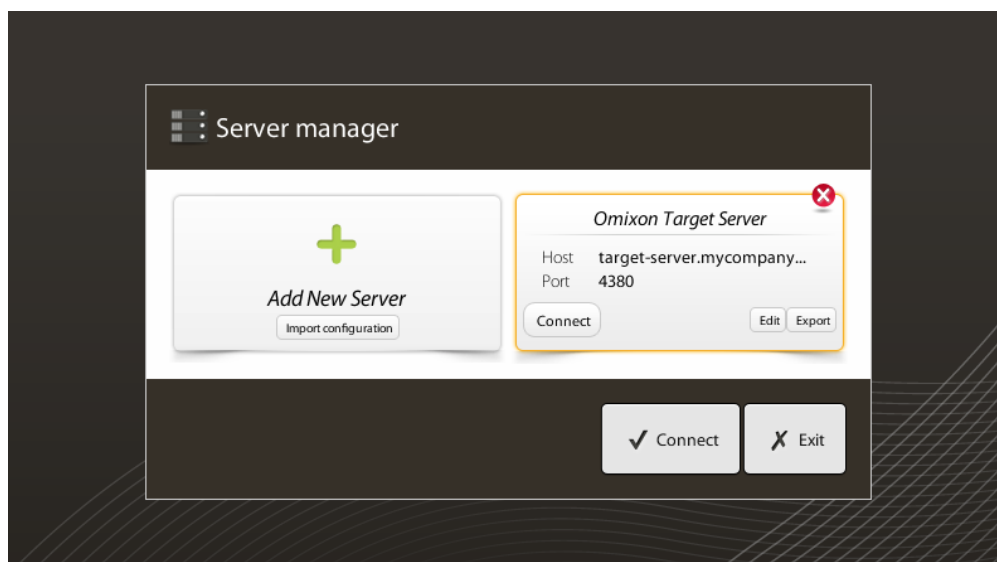 Server manager
Add New Server
Import configuration
Omixon Target Server
Host target-server.mycompany...
Port 4380
Connect
Edit
Export
Connect
Exit